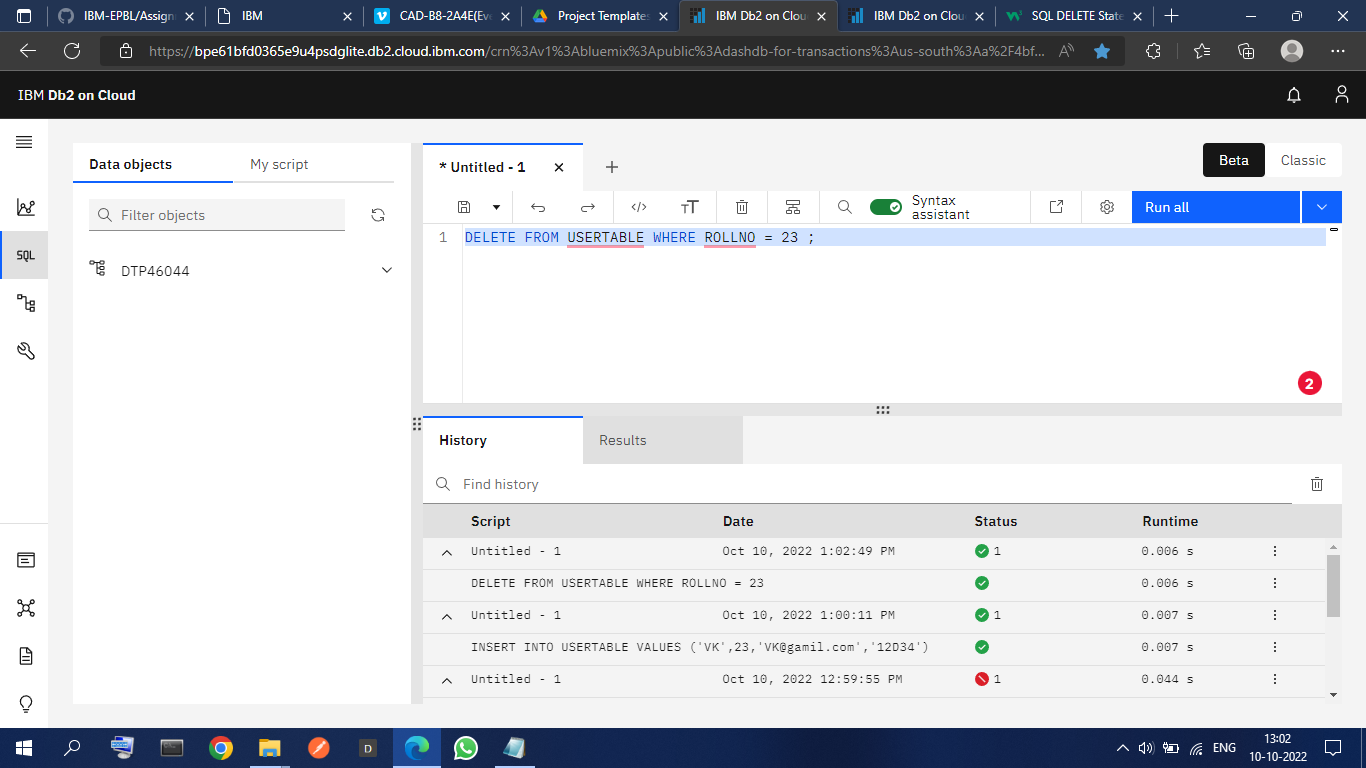 IBM-EPBL/Assign
IBM
CAD-B8-2A4E(Ev
Project Templates
IBM Db2 on Clou
IBM Db2 on Clou
SQL DELETE State
https://bpe61bfd0365e9u4psdglite.db2.cloud.ibm.com/crn%3Av1%3Abluemix%3Apublic%3Adashdb-for-transactions%3Aus-south%3Aa%2F4bf...
IBM Db2 on Cloud
Data objects
My script
* Untitled - 1
Beta
Classic
Filter objects
Syntax
assistant
Run all
SQL
DTP46044
1 DELETE FROM USERTABLE WHERE ROLLNO = 23 ;
2
History
Results
Find history
Script Date Status Runtime
Untitled - 1 Oct 10, 2022 1:02:49 PM 1 0.006 s
DELETE FROM USERTABLE WHERE ROLLNO = 23 0.006 s
Untitled - 1 Oct 10, 2022 1:00:11 PM 1 0.007 s
INSERT INTO USERTABLE VALUES ('VK',23,'VK@gamil.com','12D34') 0.007 s
Untitled - 1 Oct 10, 2022 12:59:55 PM 1 0.044 s
D
ENG
13:02
10-10-2022